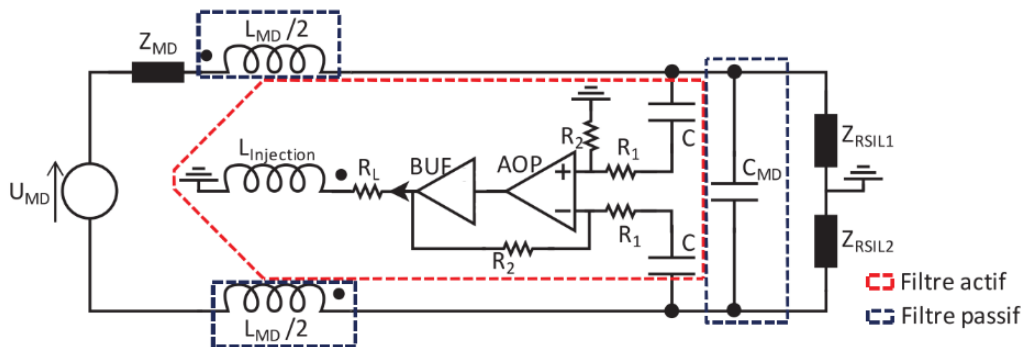 L_MD /2
Z_MD
R_2
R_1
C
Z_RSIL1
L_Injection
R_L
BUF
AOP
+
−
C_MD
U_MD
R_1
C
R_2
Z_RSIL2
L_MD /2
Filtre actif
Filtre passif